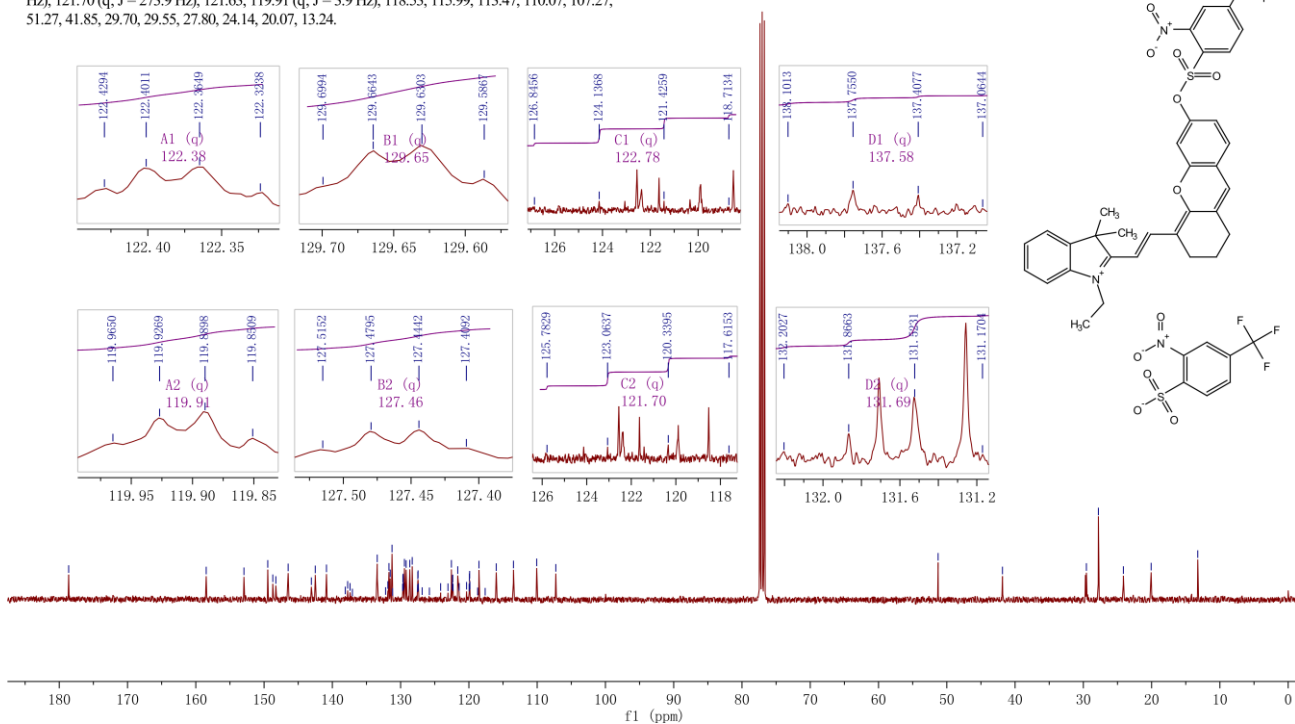 Hz), 121.70 (q, J = 273.9 Hz), 121.63, 119.91 (q, J = 3.9 Hz), 118.53, 115.99, 113.47, 110.07, 107.27,
51.27, 41.85, 29.70, 29.55, 27.80, 24.14, 20.07, 13.24.
122.4294 122.4011 122.3649 122.3238
A1 (q)
122.38
122.40 122.35
129.6994 129.6643 129.6303 129.5867
B1 (q)
129.65
129.70 129.65 129.60
126.8456 124.1368 121.4259 118.7134
C1 (q)
122.78
126 124 122 120
138.1013 137.7550 137.4077 137.0644
D1 (q)
137.58
138.0 137.6 137.2
119.9650 119.9269 119.8898 119.8509
A2 (q)
119.91
119.95 119.90 119.85
127.5152 127.4795 127.4442 127.4092
B2 (q)
127.46
127.50 127.45 127.40
125.7829 123.0637 120.3395 117.6153
C2 (q)
121.70
126 124 122 120 118
132.2027 131.8663 131.5231 131.1704
D2 (q)
131.69
132.0 131.6 131.2
O
N+
O-
S
O
O
O
O
CH3
H3C
N+
H3C
O
N+
O-
F
F
F
S
O-
O
O
180 170 160 150 140 130 120 110 100 90 80 70 60 50 40 30 20 10 0
f1 (ppm)